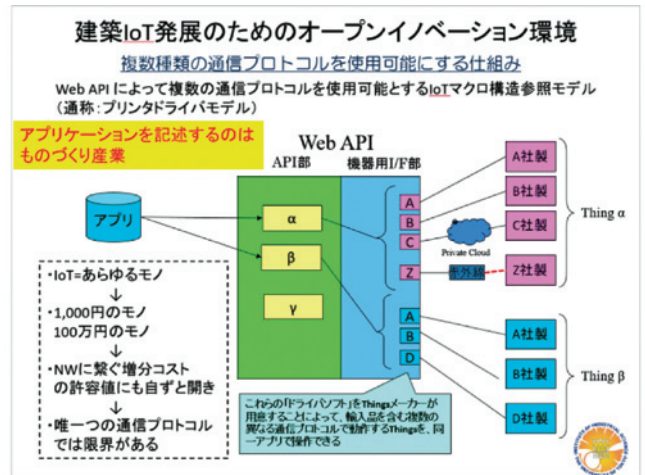 建築IoT発展のためのオープンイノベーション環境
複数種類の通信プロトコルを使用可能にする仕組み
Web API によって複数の通信プロトコルを使用可能とするIoTマクロ構造参照モデル
（通称：プリンタドライバモデル）
アプリケーションを記述するのは
ものづくり産業
Web API
API部
機器用I/F部
アプリ
α
β
γ
A
B
C
Z
A
B
D
Private Cloud
赤外線
A社製
B社製
C社製
Z社製
Thing α
A社製
B社製
D社製
Thing β
・IoT=あらゆるモノ
↓
・1,000円のモノ
100万円のモノ
↓
・NWに繋ぐ増分コスト
の許容値にも自ずと開き
↓
・唯一つの通信プロトコル
では限界がある
これらの「ドライバソフト」をThingsメーカーが
用意することによって、輸入品を含む複数の
異なる通信プロトコルで動作するThingsを、同
一アプリで操作できる